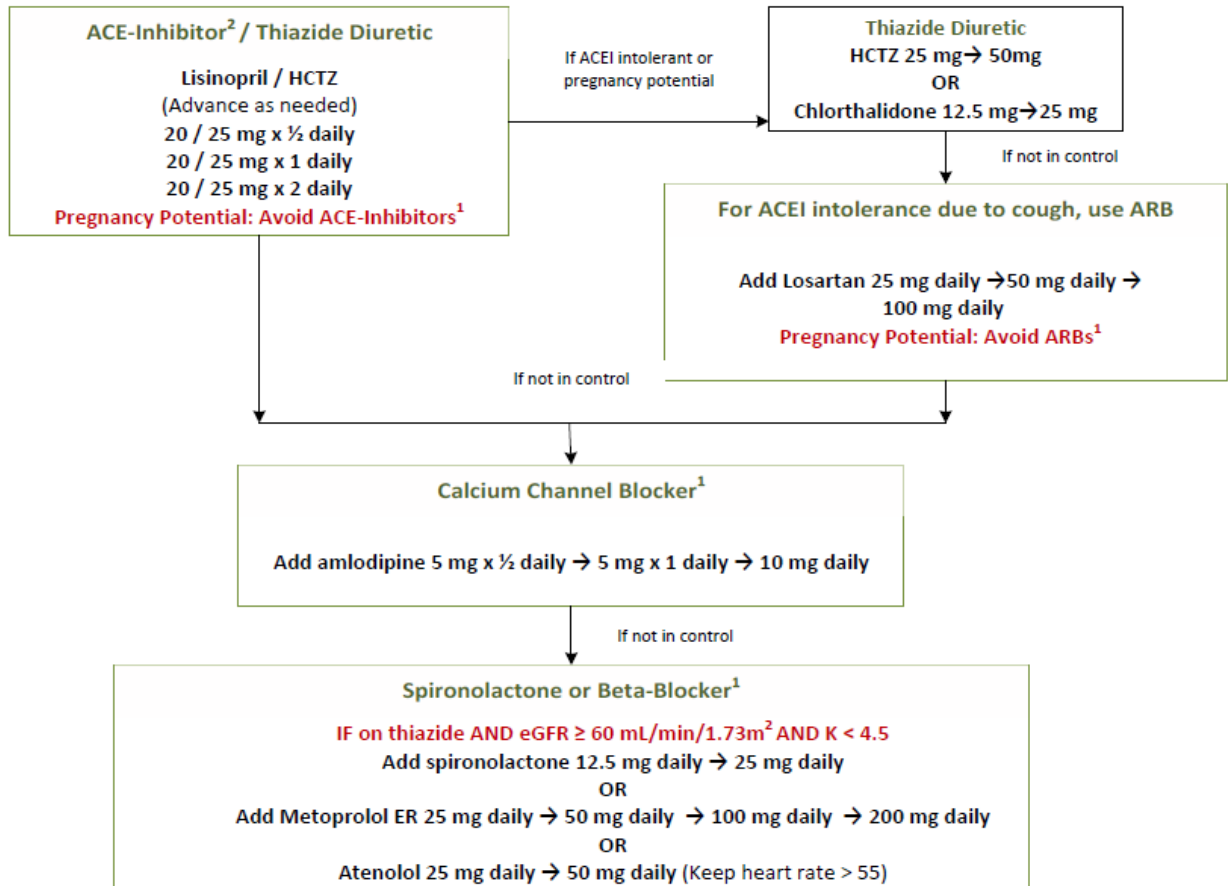 ACE-Inhibitor² / Thiazide Diuretic
Lisinopril / HCTZ
(Advance as needed)
20 / 25 mg x ½ daily
20 / 25 mg x 1 daily
20 / 25 mg x 2 daily
Pregnancy Potential: Avoid ACE-Inhibitors¹
If ACEI intolerant or
pregnancy potential
Thiazide Diuretic
HCTZ 25 mg→ 50mg
OR
Chlorthalidone 12.5 mg→25 mg
If not in control
For ACEI intolerance due to cough, use ARB
Add Losartan 25 mg daily →50 mg daily →
100 mg daily
Pregnancy Potential: Avoid ARBs¹
If not in control
Calcium Channel Blocker¹
Add amlodipine 5 mg x ½ daily → 5 mg x 1 daily → 10 mg daily
If not in control
Spironolactone or Beta-Blocker¹
IF on thiazide AND eGFR ≥ 60 mL/min/1.73m² AND K < 4.5
Add spironolactone 12.5 mg daily → 25 mg daily
OR
Add Metoprolol ER 25 mg daily → 50 mg daily → 100 mg daily → 200 mg daily
OR
Atenolol 25 mg daily → 50 mg daily (Keep heart rate > 55)